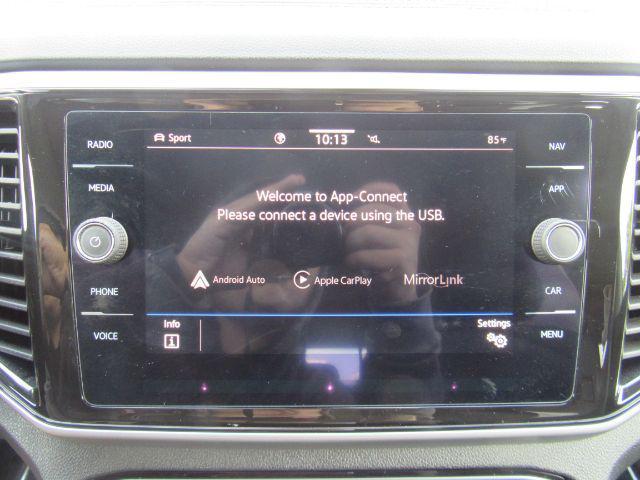 Sport 10:13 85°F
RADIO
MEDIA
PHONE
VOICE
Welcome to App-Connect
Please connect a device using the USB.
Android Auto Apple CarPlay MirrorLink
Info Settings
NAV
APP
CAR
MENU